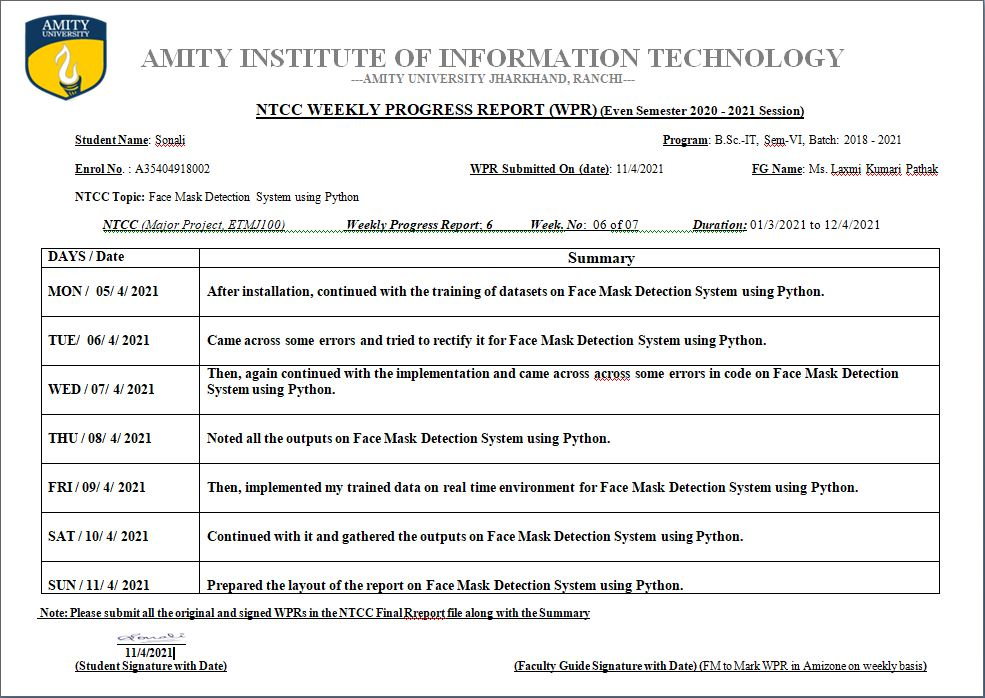 AMITY
UNIVERSITY
AMITY INSTITUTE OF INFORMATION TECHNOLOGY
---AMITY UNIVERSITY JHARKHAND, RANCHI---
NTCC WEEKLY PROGRESS REPORT (WPR) (Even Semester 2020 - 2021 Session)
Student Name: Sonali Program: B.Sc.-IT, Sem-VI, Batch: 2018 - 2021
Enrol No. : A35404918002 WPR Submitted On (date): 11/4/2021 FG Name: Ms. Laxmi Kumari Pathak
NTCC Topic: Face Mask Detection System using Python
NTCC (Major Project, ETMJ100) Weekly Progress Report: 6 Week, No: 06 of 07 Duration: 01/3/2021 to 12/4/2021
DAYS / Date Summary
MON / 05/ 4/ 2021 After installation, continued with the training of datasets on Face Mask Detection System using Python.
TUE/ 06/ 4/ 2021 Came across some errors and tried to rectify it for Face Mask Detection System using Python.
WED / 07/ 4/ 2021 Then, again continued with the implementation and came across across some errors in code on Face Mask Detection
System using Python.
THU / 08/ 4/ 2021 Noted all the outputs on Face Mask Detection System using Python.
FRI / 09/ 4/ 2021 Then, implemented my trained data on real time environment for Face Mask Detection System using Python.
SAT / 10/ 4/ 2021 Continued with it and gathered the outputs on Face Mask Detection System using Python.
SUN / 11/ 4/ 2021 Prepared the layout of the report on Face Mask Detection System using Python.
Note: Please submit all the original and signed WPRs in the NTCC Final Rreport file along with the Summary
Sonali
11/4/2021
(Student Signature with Date) (Faculty Guide Signature with Date) (FM to Mark WPR in Amizone on weekly basis)